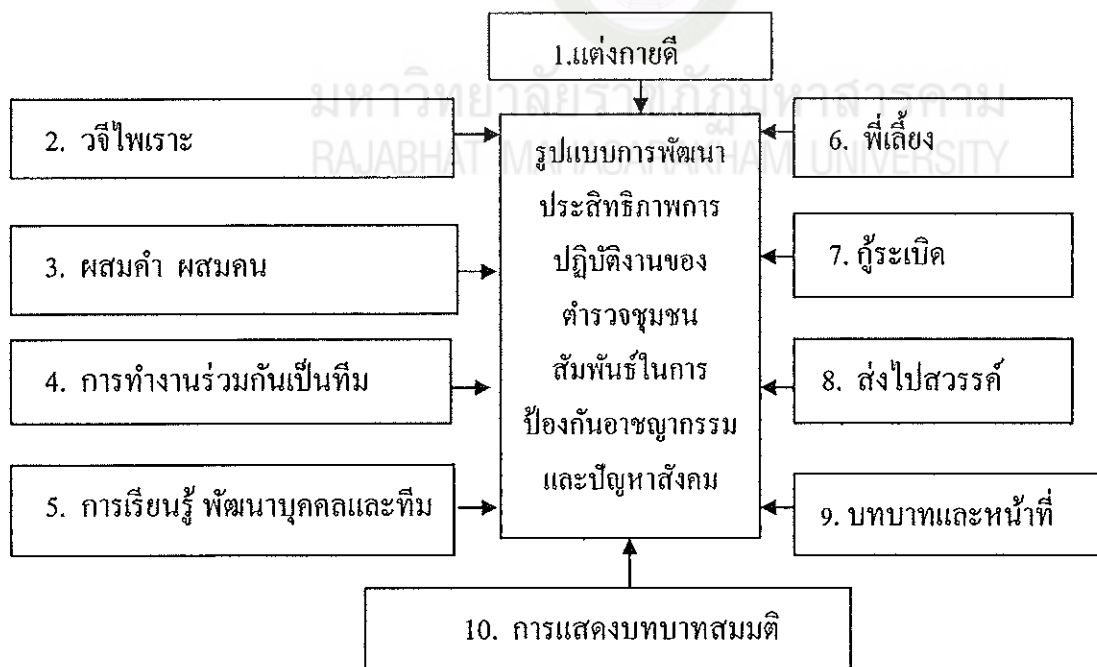 1.แต่งกายดี
มหาวิทยาลัยราชภัฏมหาสารคาม
RAJABHAT MAHASARAKHAM UNIVERSITY
2. วจีไพเราะ
3. ผสมคำ ผสมคน
4. การทำงานร่วมกันเป็นทีม
5. การเรียนรู้ พัฒนาบุคคลและทีม
รูปแบบการพัฒนา
ประสิทธิภาพการ
ปฏิบัติงานของ
ตำรวจชุมชน
สัมพันธ์ในการ
ป้องกันอาชญากรรม
และปัญหาสังคม
6. พี่เลี้ยง
7. กู้ระเบิด
8. ส่งไปสวรรค์
9. บทบาทและหน้าที่
10. การแสดงบทบาทสมมติ